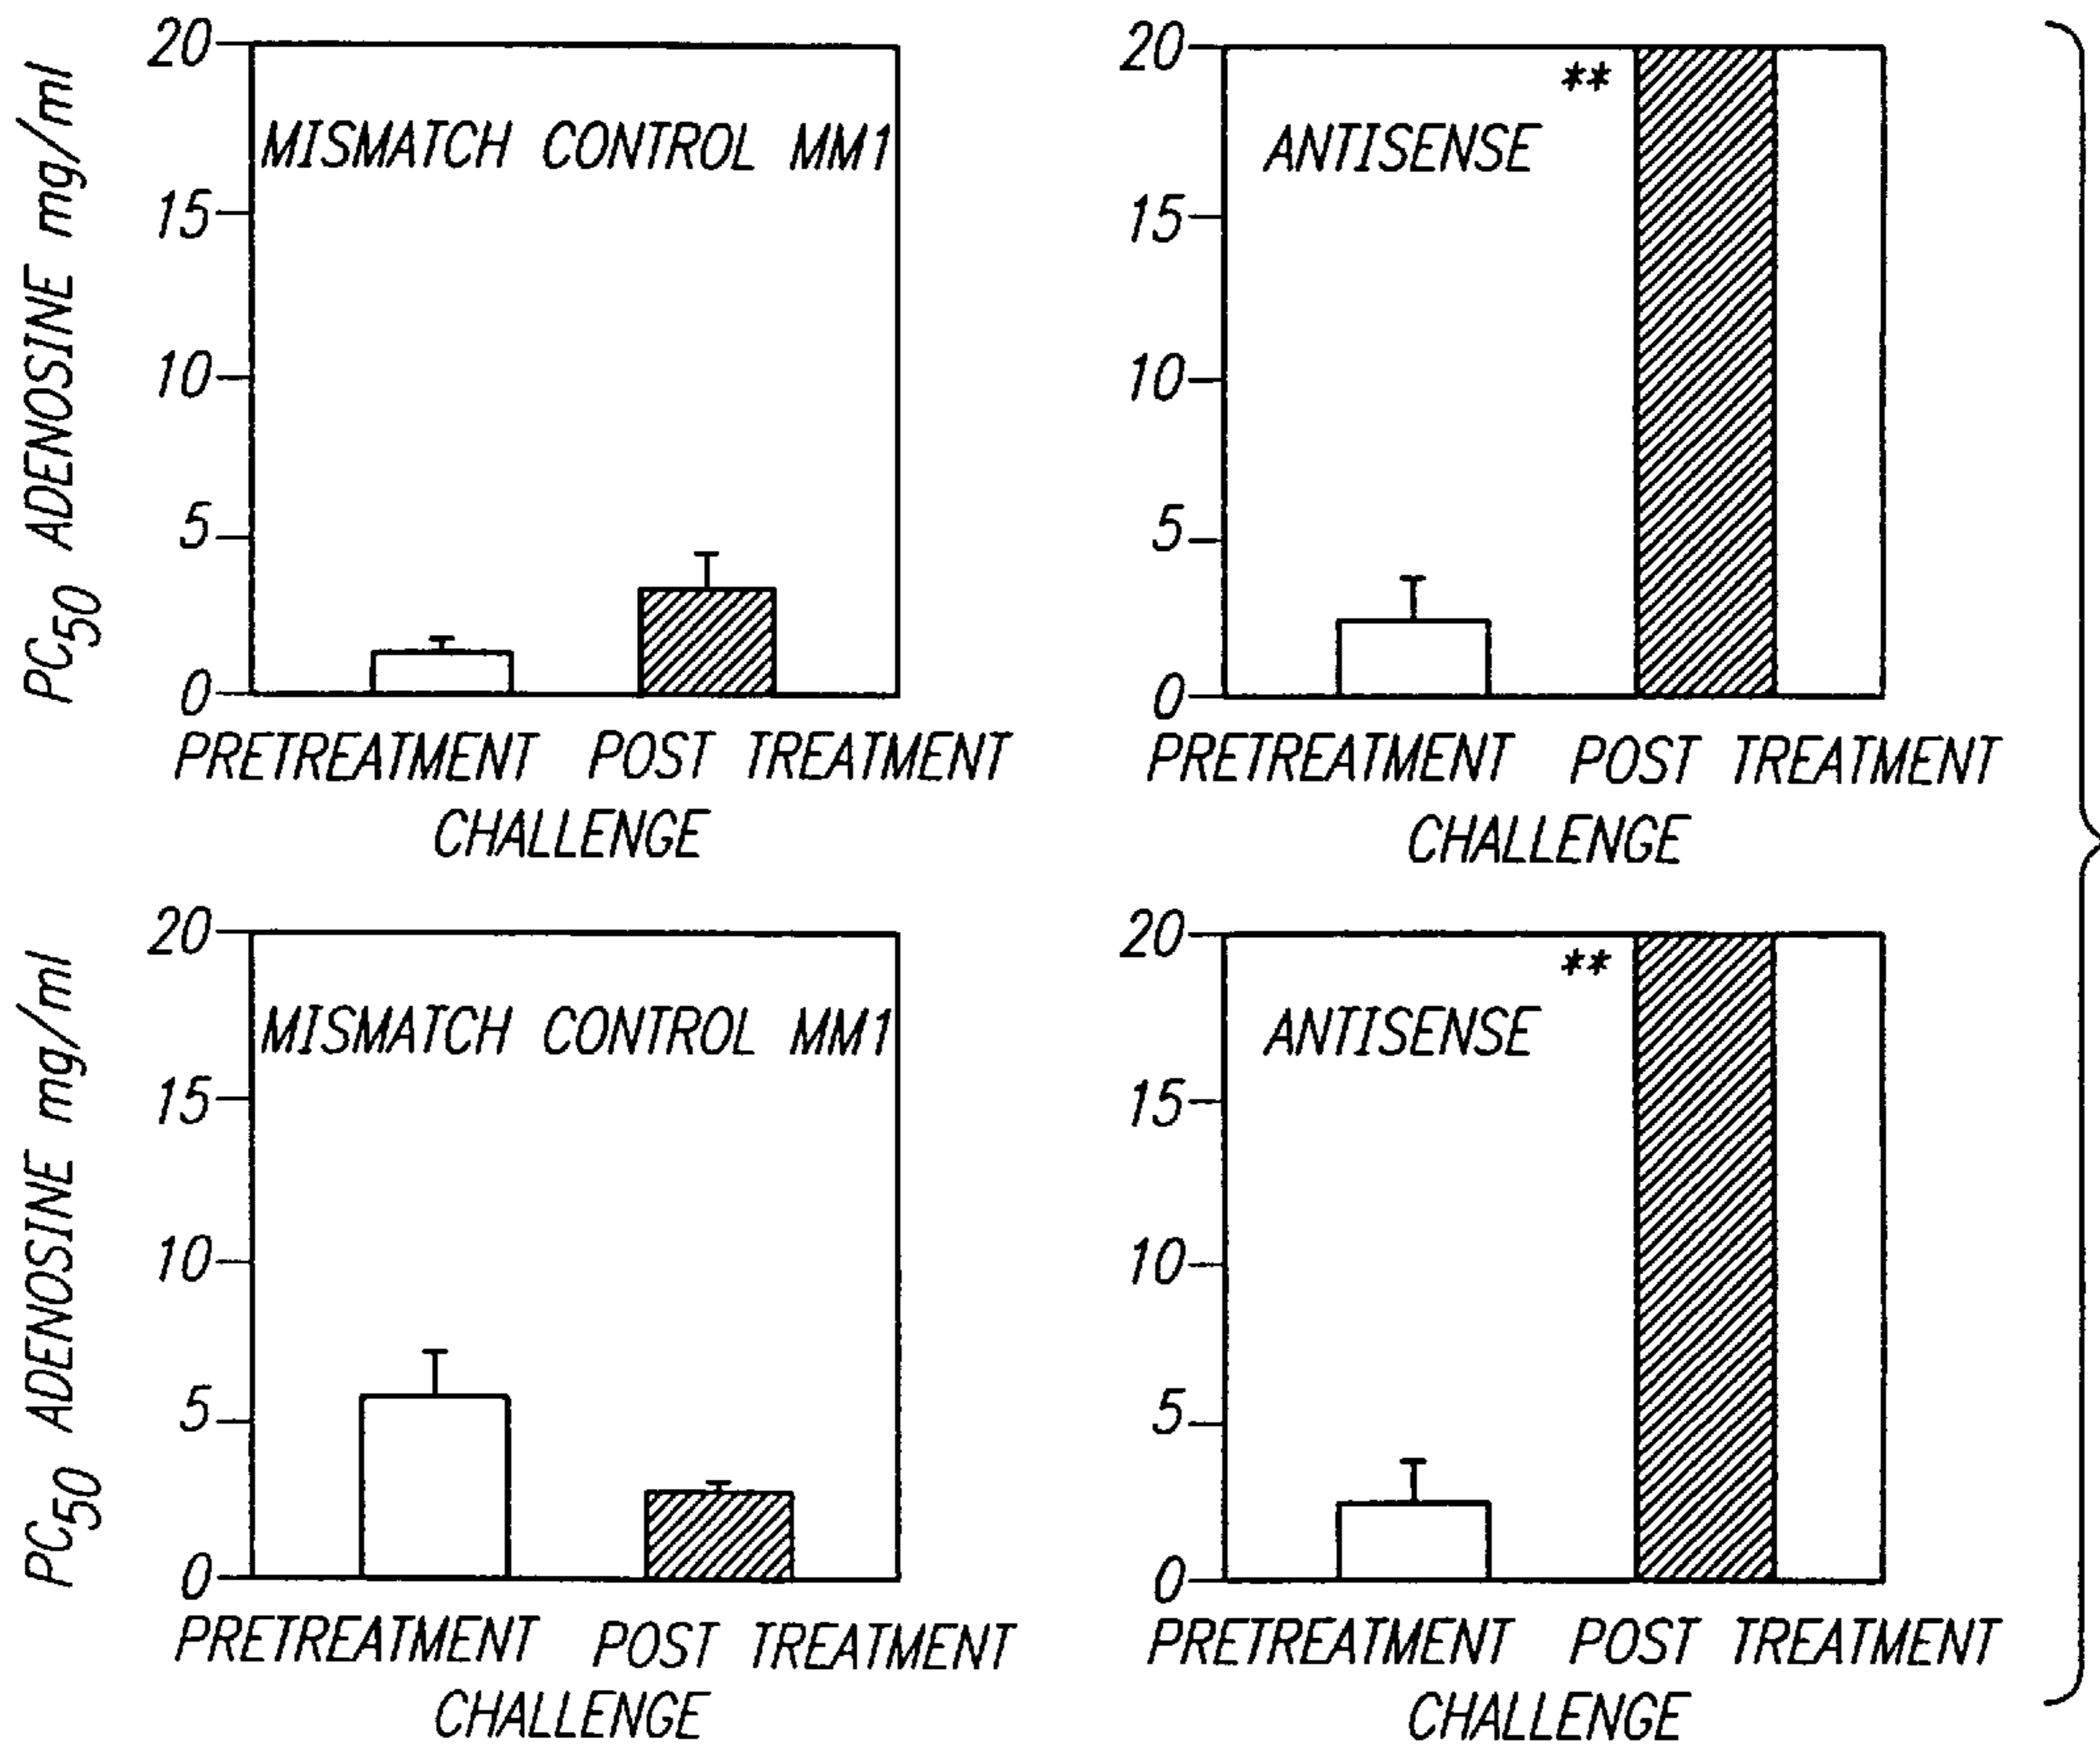 PC50 ADENOSINE mg/ml
20
15
10
5
0
MISMATCH CONTROL MM1
PRETREATMENT POST TREATMENT
CHALLENGE
20
15
10
5
0
**
ANTISENSE
PRETREATMENT POST TREATMENT
CHALLENGE
PC50 ADENOSINE mg/ml
20
15
10
5
0
MISMATCH CONTROL MM1
PRETREATMENT POST TREATMENT
CHALLENGE
20
15
10
5
0
**
ANTISENSE
PRETREATMENT POST TREATMENT
CHALLENGE